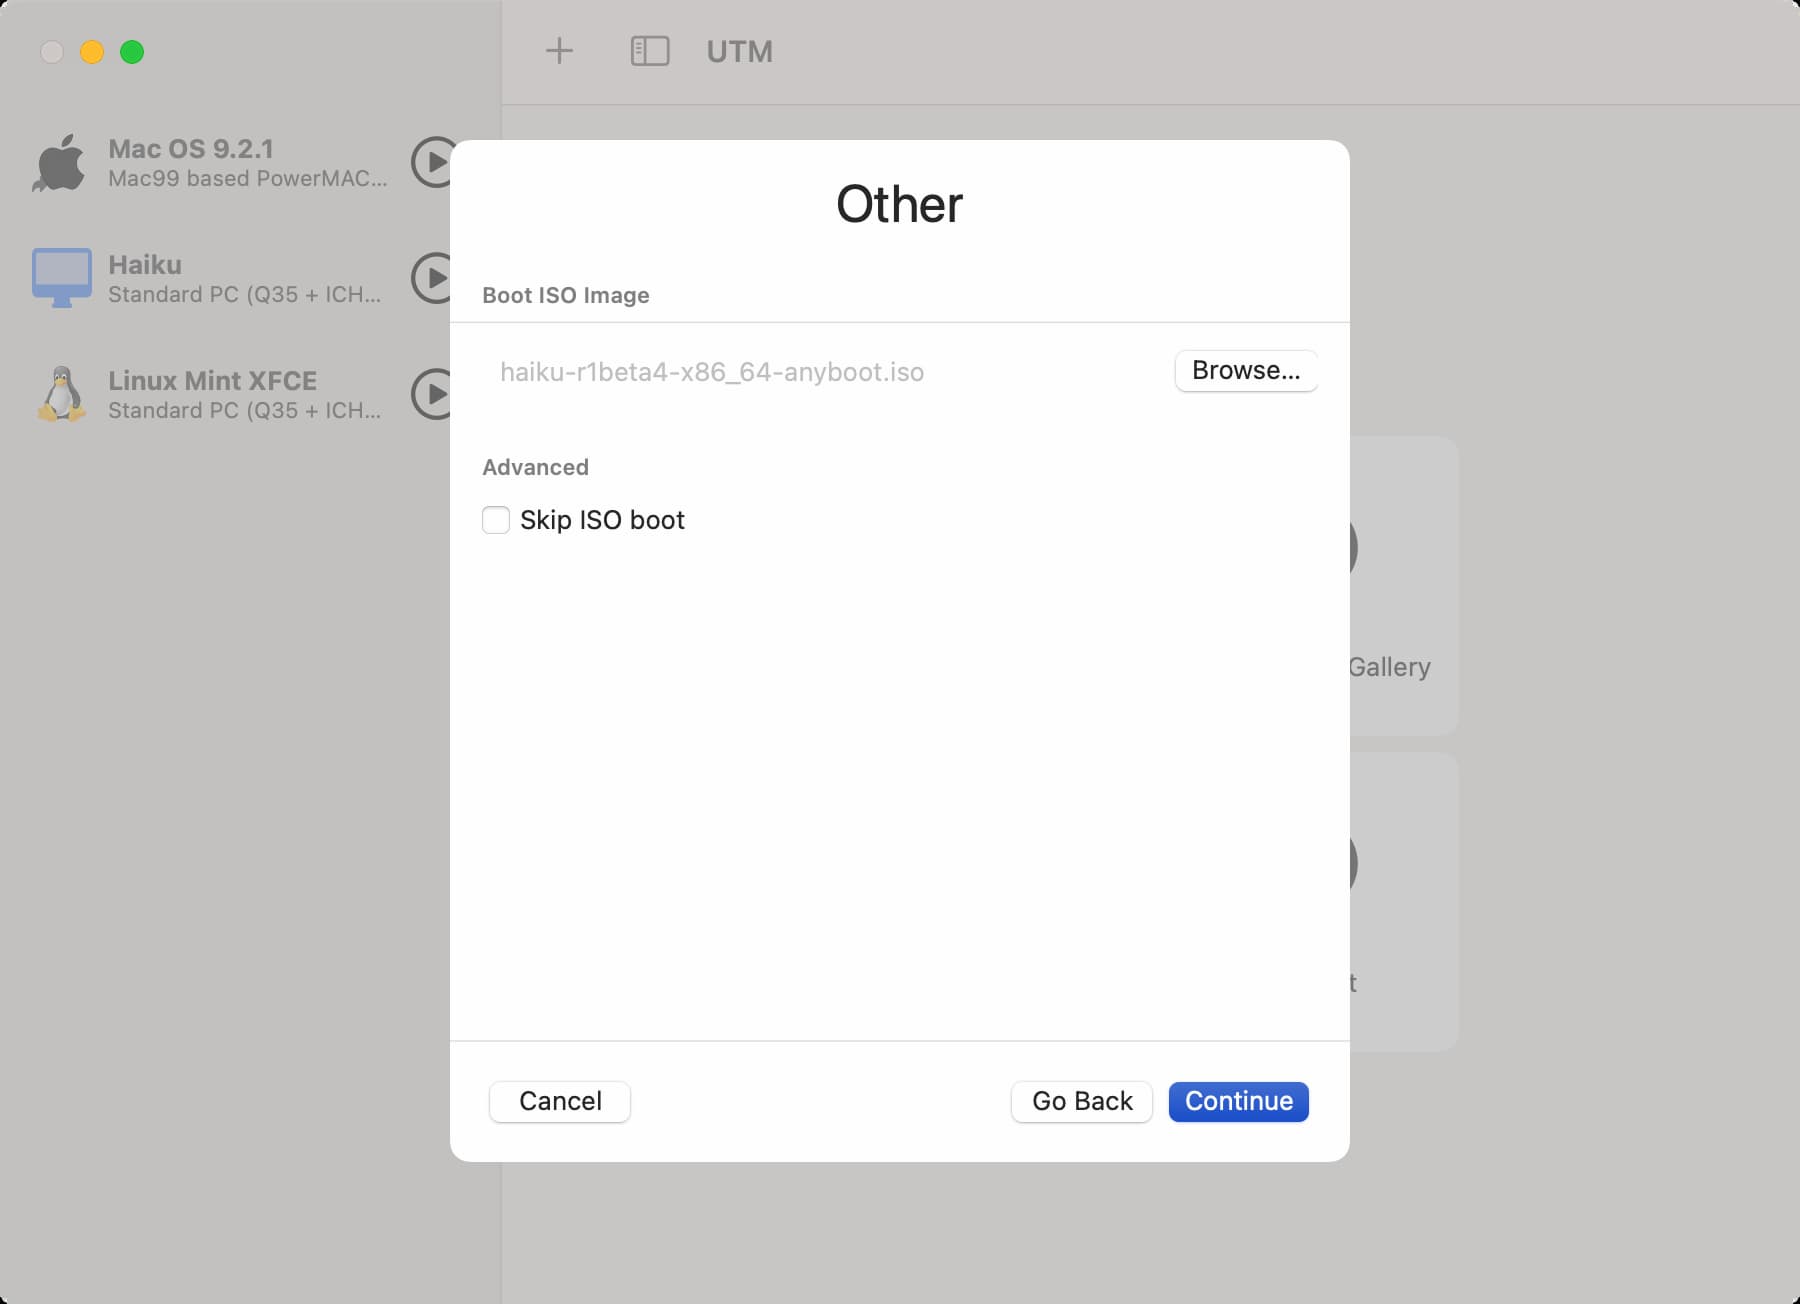 UTM
Mac OS 9.2.1
Mac99 based PowerMAC...
Haiku
Standard PC (Q35 + ICH...
Linux Mint XFCE
Standard PC (Q35 + ICH...
Other
Boot ISO Image
haiku-r1beta4-x86_64-anyboot.iso
Browse...
Advanced
Skip ISO boot
Gallery
t
Cancel
Go Back
Continue